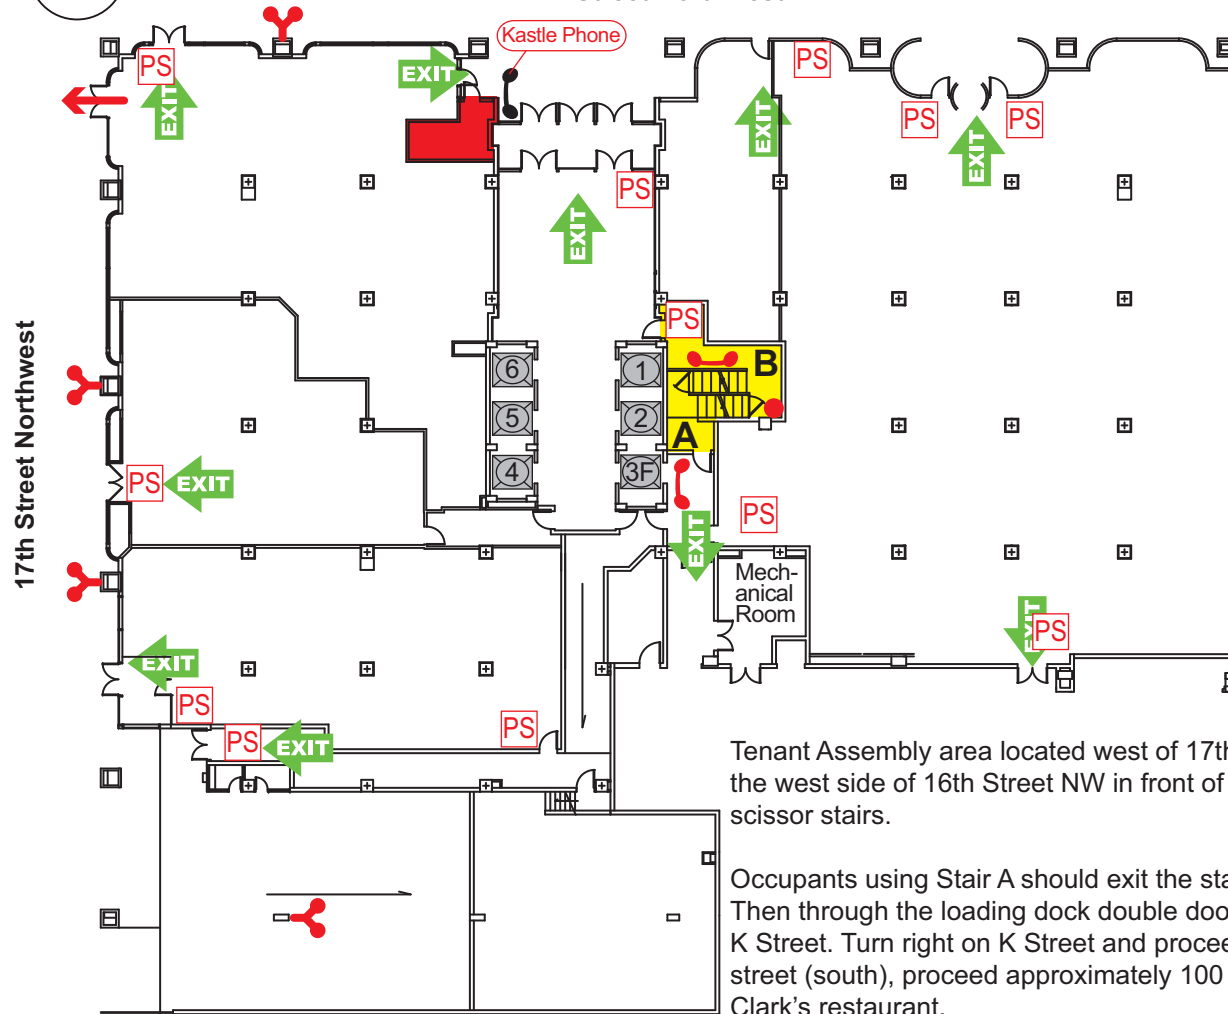 Kastle Phone
PS
EXIT
PS
EXIT
PS
PS
EXIT
EXIT
EXIT
PS
EXIT
PS
6
1
B
5
2
A
4
3F
17th Street Northwest
PS
EXIT
PS
EXIT
Mech-
anical
Room
EXIT
PS
EXIT
PS
PS
PS
EXIT
Tenant Assembly area located west of 17th
the west side of 16th Street NW in front of
scissor stairs.
Occupants using Stair A should exit the sta
Then through the loading dock double doo
K Street. Turn right on K Street and procee
street (south), proceed approximately 100
Clark's restaurant.